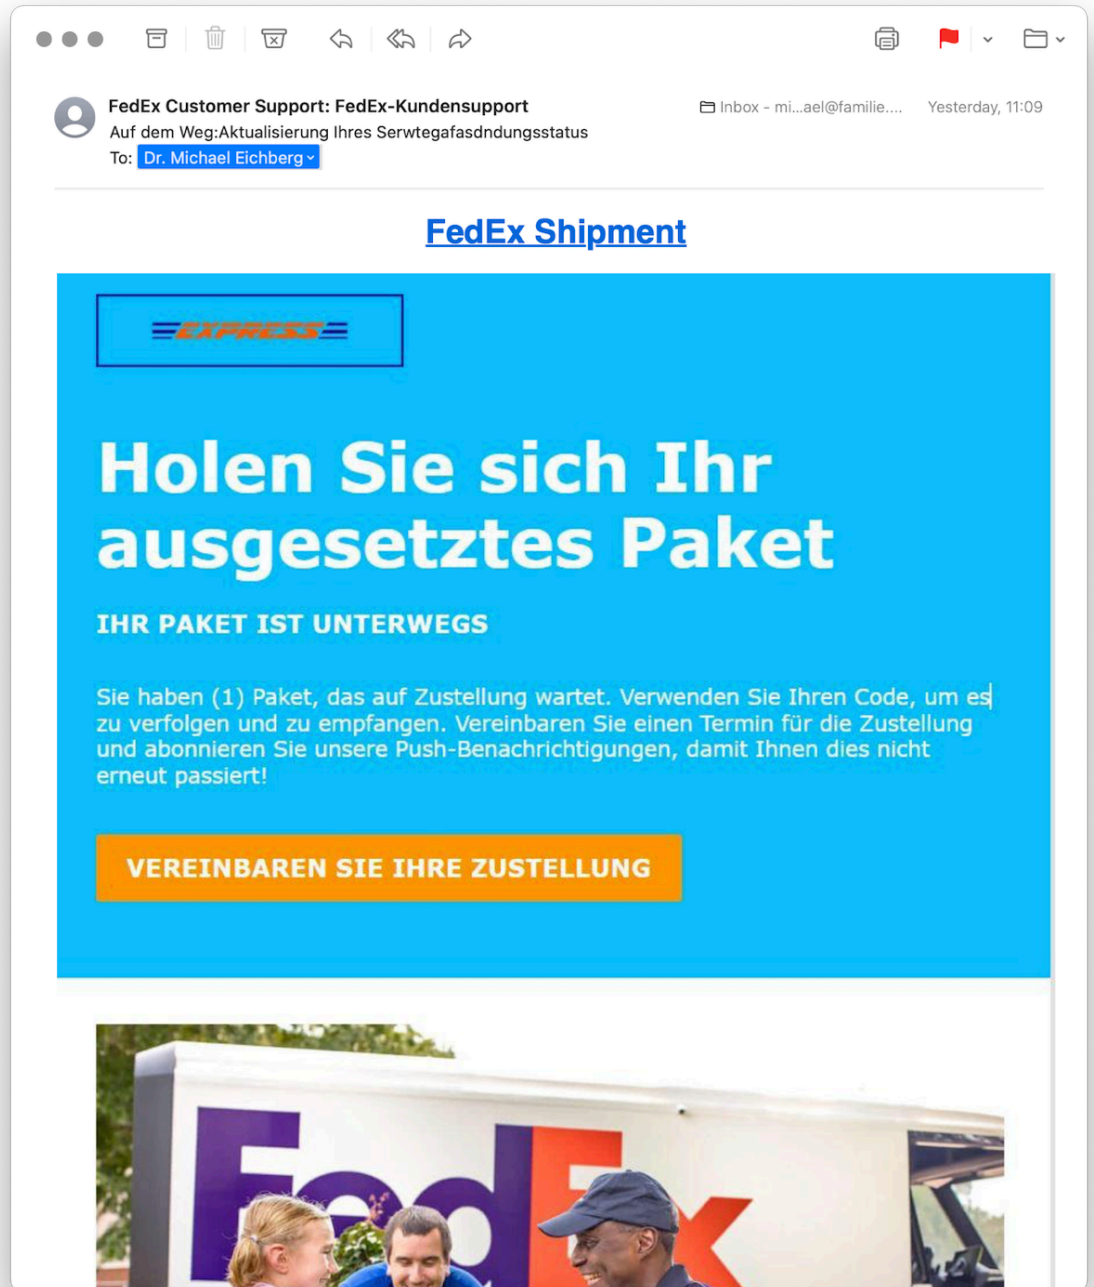 FedEx Customer Support: FedEx-Kundensupport
Inbox - mi...ael@familie....
Yesterday, 11:09
Auf dem Weg:Aktualisierung Ihres Serwtegafasdndungsstatus
To: Dr. Michael Eichberg
FedEx Shipment
EXPRESS
Holen Sie sich Ihr
ausgesetztes Paket
IHR PAKET IST UNTERWEGS
Sie haben (1) Paket, das auf Zustellung wartet. Verwenden Sie Ihren Code, um es
zu verfolgen und zu empfangen. Vereinbaren Sie einen Termin für die Zustellung
und abonnieren Sie unsere Push-Benachrichtigungen, damit Ihnen dies nicht
erneut passiert!
VEREINBAREN SIE IHRE ZUSTELLUNG
FedEx